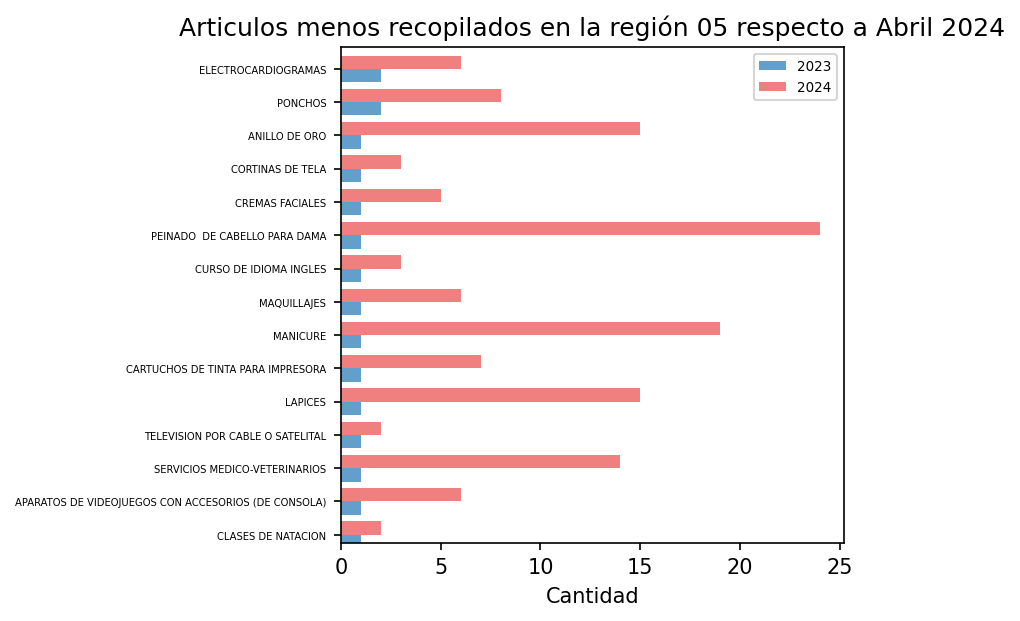 Articulos menos recopilados en la región 05 respecto a Abril 2024
2023
2024
ELECTROCARDIOGRAMAS
PONCHOS
ANILLO DE ORO
CORTINAS DE TELA
CREMAS FACIALES
PEINADO  DE CABELLO PARA DAMA
CURSO DE IDIOMA INGLES
MAQUILLAJES
MANICURE
CARTUCHOS DE TINTA PARA IMPRESORA
LAPICES
TELEVISION POR CABLE O SATELITAL
SERVICIOS MEDICO-VETERINARIOS
APARATOS DE VIDEOJUEGOS CON ACCESORIOS (DE CONSOLA)
CLASES DE NATACION
0 5 10 15 20 25
Cantidad